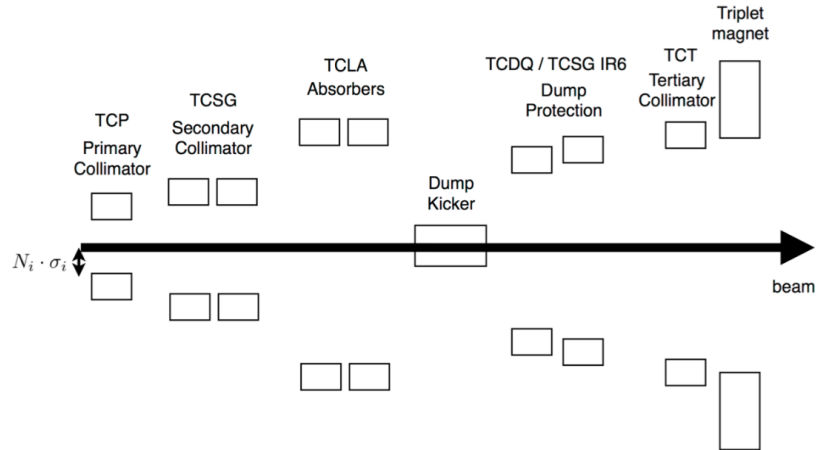 Triplet
magnet
TCLA
Absorbers
TCDQ / TCSG IR6
Dump
Protection
TCT
Tertiary
Collimator
TCSG
Secondary
Collimator
TCP
Primary
Collimator
Dump
Kicker
N_i · σ_i
beam